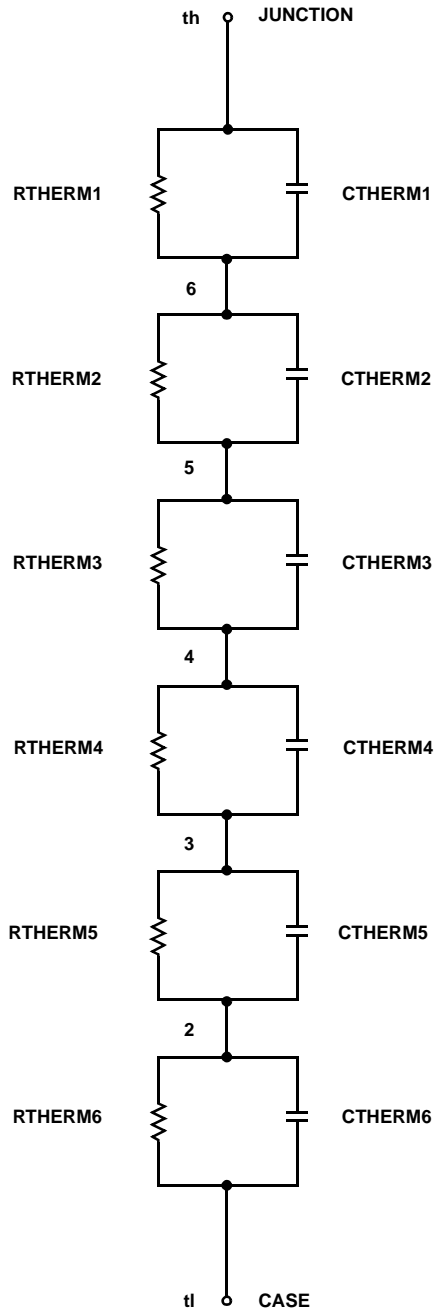 th JUNCTION
RTHERM1 CTHERM1
6
RTHERM2 CTHERM2
5
RTHERM3 CTHERM3
4
RTHERM4 CTHERM4
3
RTHERM5 CTHERM5
2
RTHERM6 CTHERM6
tl CASE